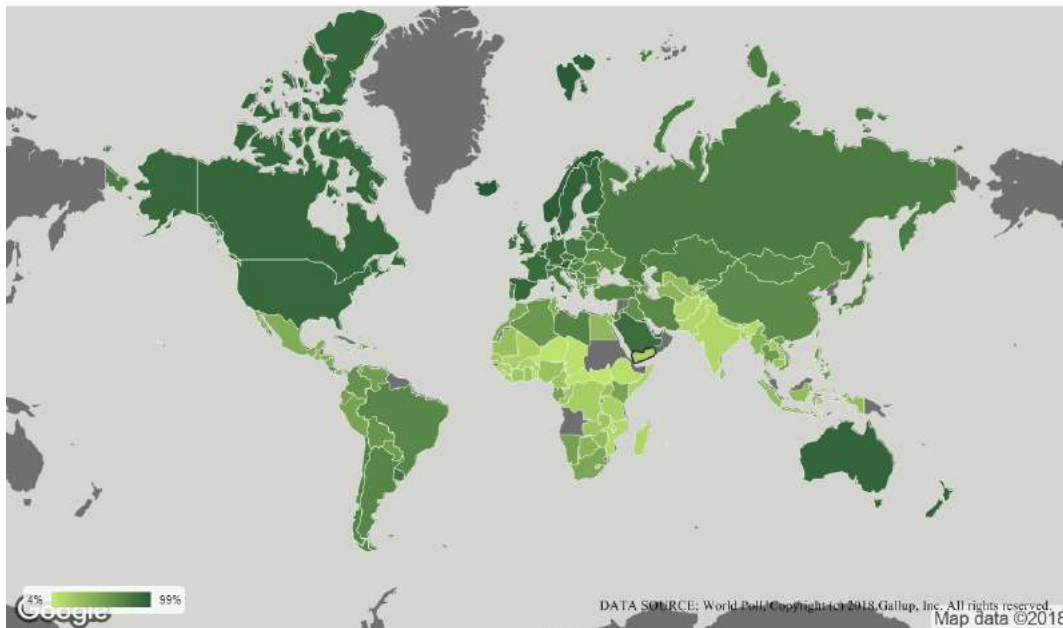 4%
99%
Google
DATA SOURCE: World Poll, Copyright (c) 2018 Gallup, Inc. All rights reserved.
Map data ©2018